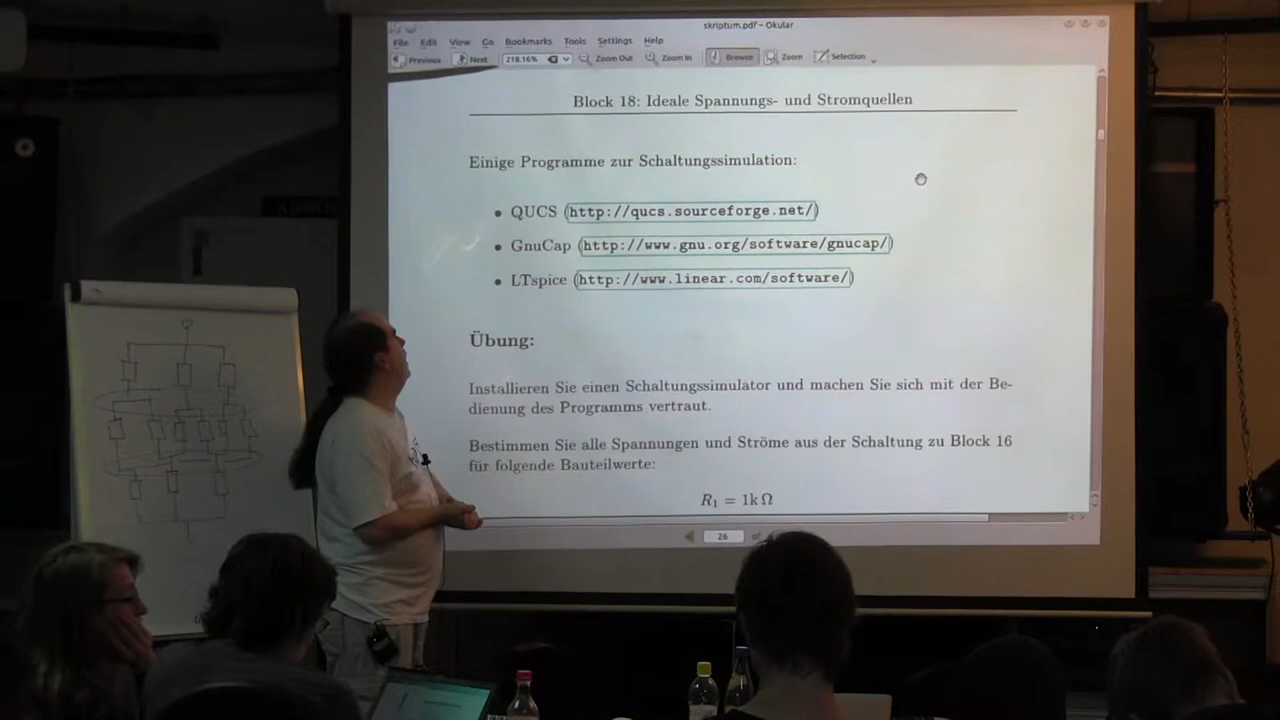 skriptum.pdf – Okular
File Edit View Go Bookmarks Tools Settings Help
Previous Next 218.16% Zoom Out Zoom In Browse Zoom Selection
Block 18: Ideale Spannungs- und Stromquellen
Einige Programme zur Schaltungssimulation:
• QUCS (http://qucs.sourceforge.net/)
• GnuCap (http://www.gnu.org/software/gnucap/)
• LTspice (http://www.linear.com/software/)
Übung:
Installieren Sie einen Schaltungssimulator und machen Sie sich mit der Be-
dienung des Programms vertraut.
Bestimmen Sie alle Spannungen und Ströme aus der Schaltung zu Block 16
für folgende Bauteilwerte:
R₁ = 1k Ω
26 of